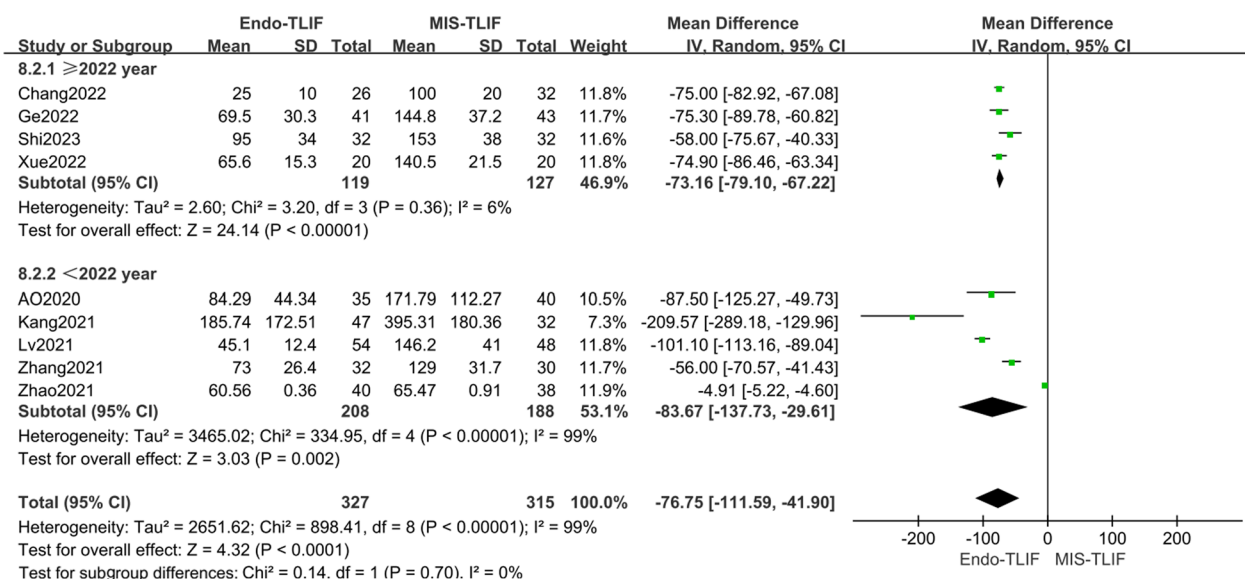 Endo-TLIF MIS-TLIF Mean Difference Mean Difference
Study or Subgroup Mean SD Total Mean SD Total Weight IV, Random, 95% CI IV, Random, 95% CI
8.2.1 ≥2022 year
Chang2022 25 10 26 100 20 32 11.8% -75.00 [-82.92, -67.08]
Ge2022 69.5 30.3 41 144.8 37.2 43 11.7% -75.30 [-89.78, -60.82]
Shi2023 95 34 32 153 38 32 11.6% -58.00 [-75.67, -40.33]
Xue2022 65.6 15.3 20 140.5 21.5 20 11.8% -74.90 [-86.46, -63.34]
Subtotal (95% CI) 119 127 46.9% -73.16 [-79.10, -67.22]
Heterogeneity: Tau² = 2.60; Chi² = 3.20, df = 3 (P = 0.36); I² = 6%
Test for overall effect: Z = 24.14 (P < 0.00001)
8.2.2 <2022 year
AO2020 84.29 44.34 35 171.79 112.27 40 10.5% -87.50 [-125.27, -49.73]
Kang2021 185.74 172.51 47 395.31 180.36 32 7.3% -209.57 [-289.18, -129.96]
Lv2021 45.1 12.4 54 146.2 41 48 11.8% -101.10 [-113.16, -89.04]
Zhang2021 73 26.4 32 129 31.7 30 11.7% -56.00 [-70.57, -41.43]
Zhao2021 60.56 0.36 40 65.47 0.91 38 11.9% -4.91 [-5.22, -4.60]
Subtotal (95% CI) 208 188 53.1% -83.67 [-137.73, -29.61]
Heterogeneity: Tau² = 3465.02; Chi² = 334.95, df = 4 (P < 0.00001); I² = 99%
Test for overall effect: Z = 3.03 (P = 0.002)
Total (95% CI) 327 315 100.0% -76.75 [-111.59, -41.90]
Heterogeneity: Tau² = 2651.62; Chi² = 898.41, df = 8 (P < 0.00001); I² = 99%
Test for overall effect: Z = 4.32 (P < 0.0001)
Test for subgroup differences: Chi² = 0.14, df = 1 (P = 0.70), I² = 0%
-200 -100 0 100 200
Endo-TLIF MIS-TLIF